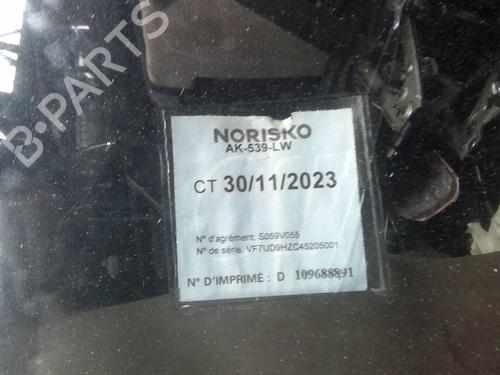 B-PARTS
NORISKO
AK-539-LW
CT 30/11/2023
N° d'agrément: S059V055
N° de série: VF7UD9HZC45205001
N° D'IMPRIMÉ : D 109688891